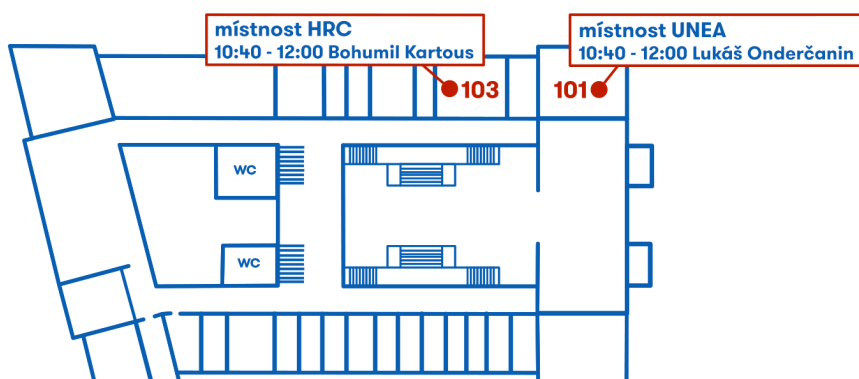 místnost HRC
10:40 - 12:00 Bohumil Kartous
místnost UNEA
10:40 - 12:00 Lukáš Onderčanin
103
101
WC
WC